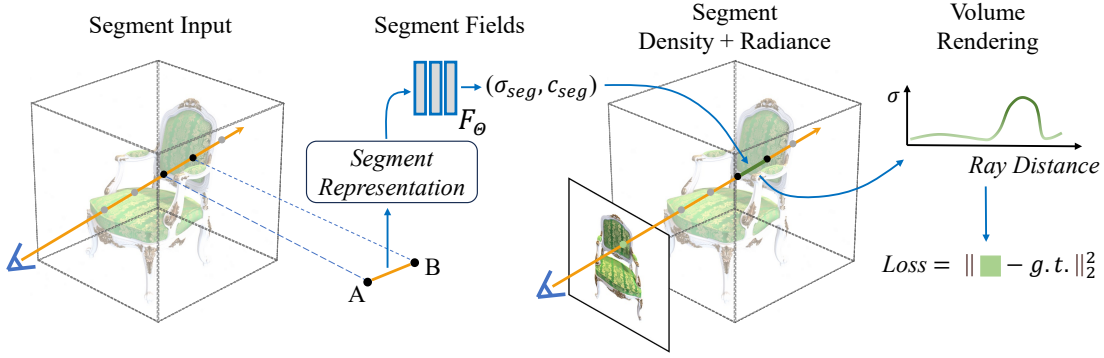 Segment Input
Segment Fields
Segment
Density + Radiance
Volume
Rendering
(σ_seg, c_seg)
F_Θ
Segment
Representation
A
B
σ
Ray Distance
Loss = || ■ − g.t. ||₂²